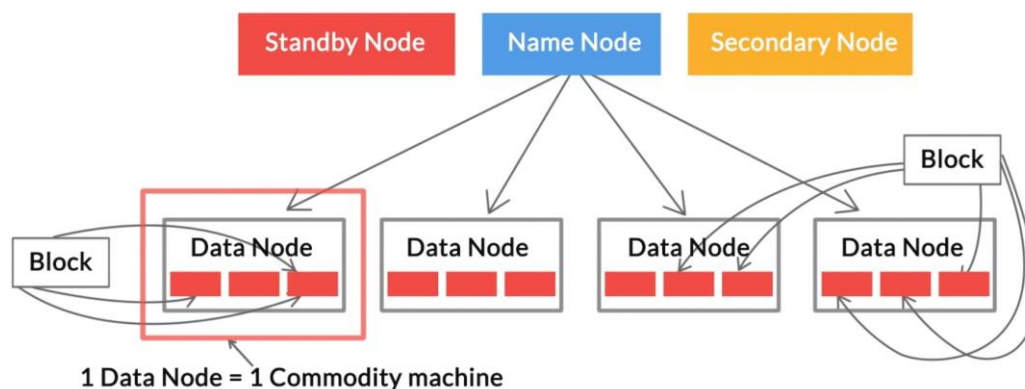 Standby Node
Name Node
Secondary Node
Block
Block
Data Node
Data Node
Data Node
Data Node
1 Data Node = 1 Commodity machine